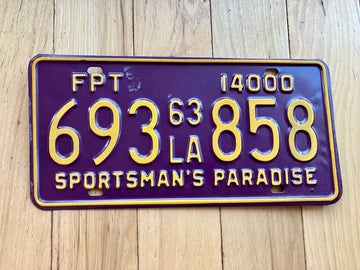 FPT 14000
693 63 LA 858
SPORTSMAN'S PARADISE